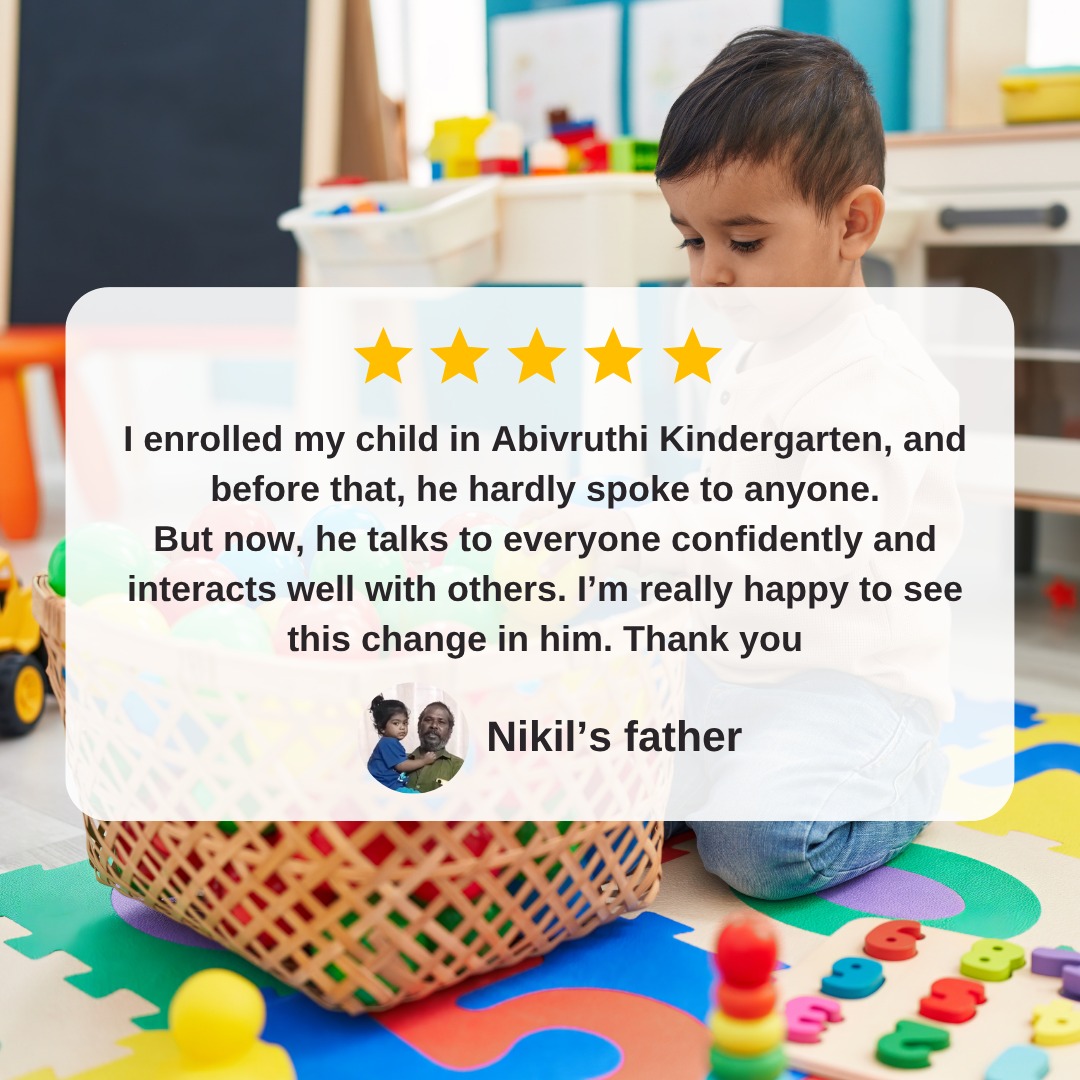 I enrolled my child in Abivruthi Kindergarten, and
before that, he hardly spoke to anyone.
But now, he talks to everyone confidently and
interacts well with others. I’m really happy to see
this change in him. Thank you
Nikil’s father